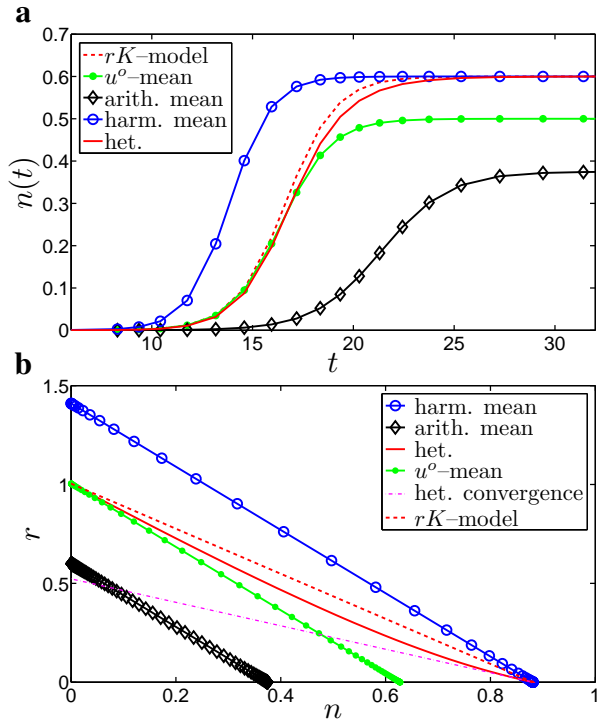 a
rK–model
u^o–mean
arith. mean
harm. mean
het.
n(t)
0.6
0.5
0.4
0.3
0.2
0.1
0
10 15 20 25 30
t
b
harm. mean
arith. mean
het.
u^o–mean
het. convergence
rK–model
r
1.5
1
0.5
0
0 0.2 0.4 0.6 0.8 1
n